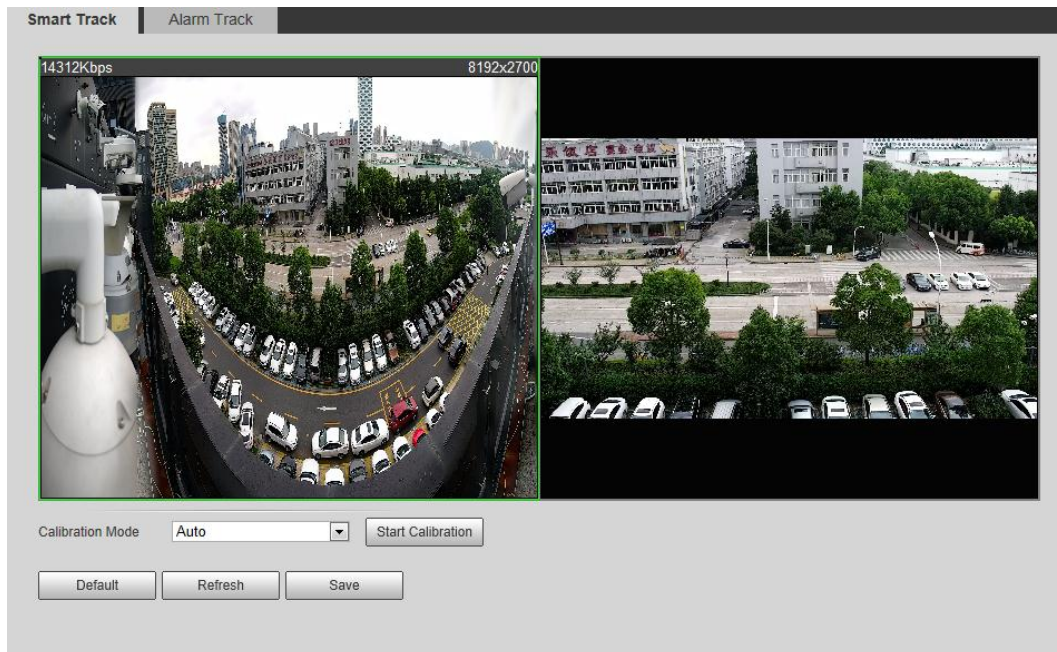 Smart Track
Alarm Track
14312Kbps
8192x2700
Calibration Mode
Auto
Start Calibration
Default
Refresh
Save